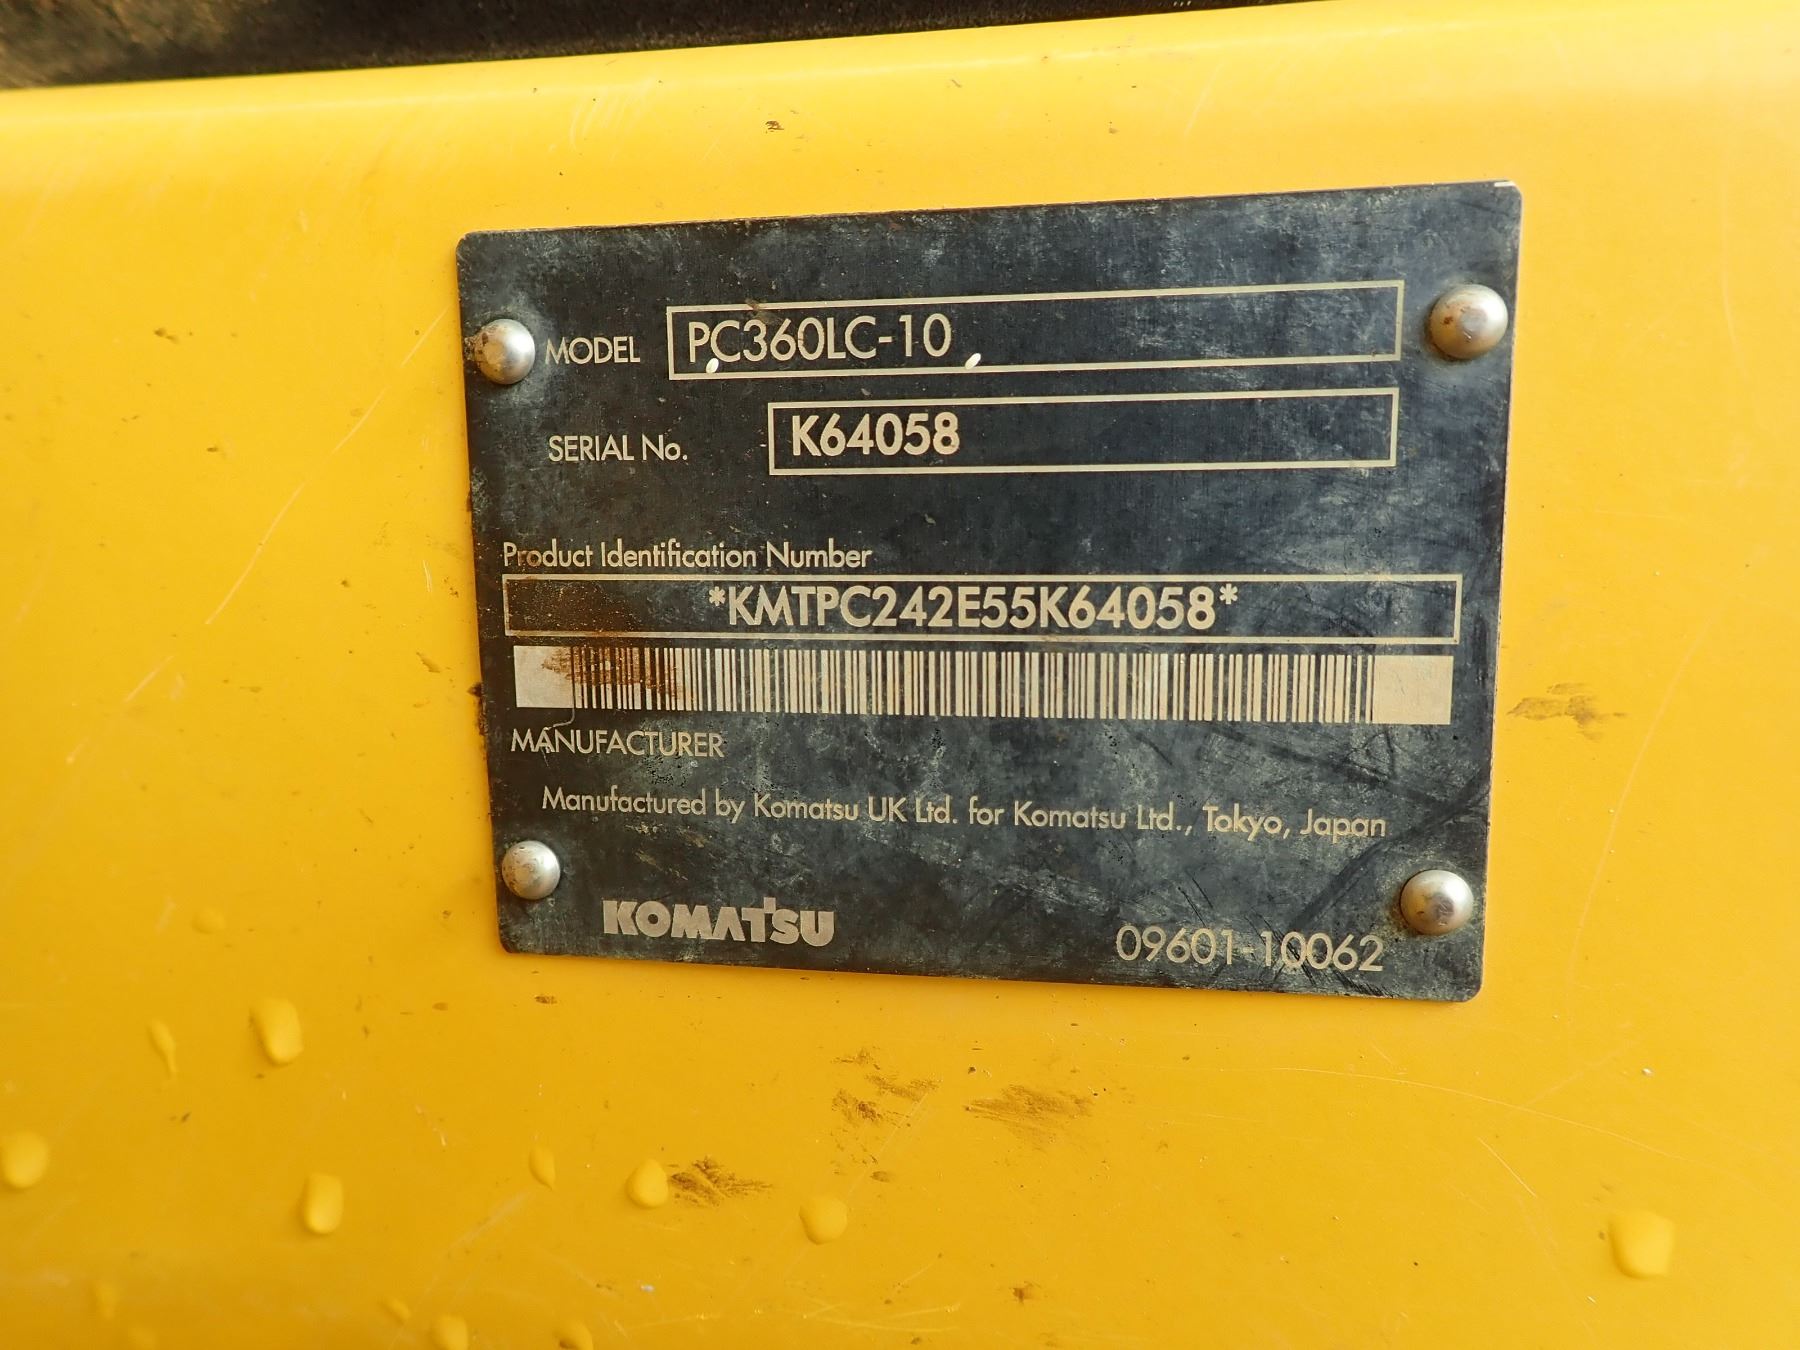 MODEL PC360LC-10
SERIAL No. K64058
Product Identification Number
*KMTPC242E55K64058*
MANUFACTURER
Manufactured by Komatsu UK Ltd. for Komatsu Ltd., Tokyo, Japan
KOMATSU 09601-10062